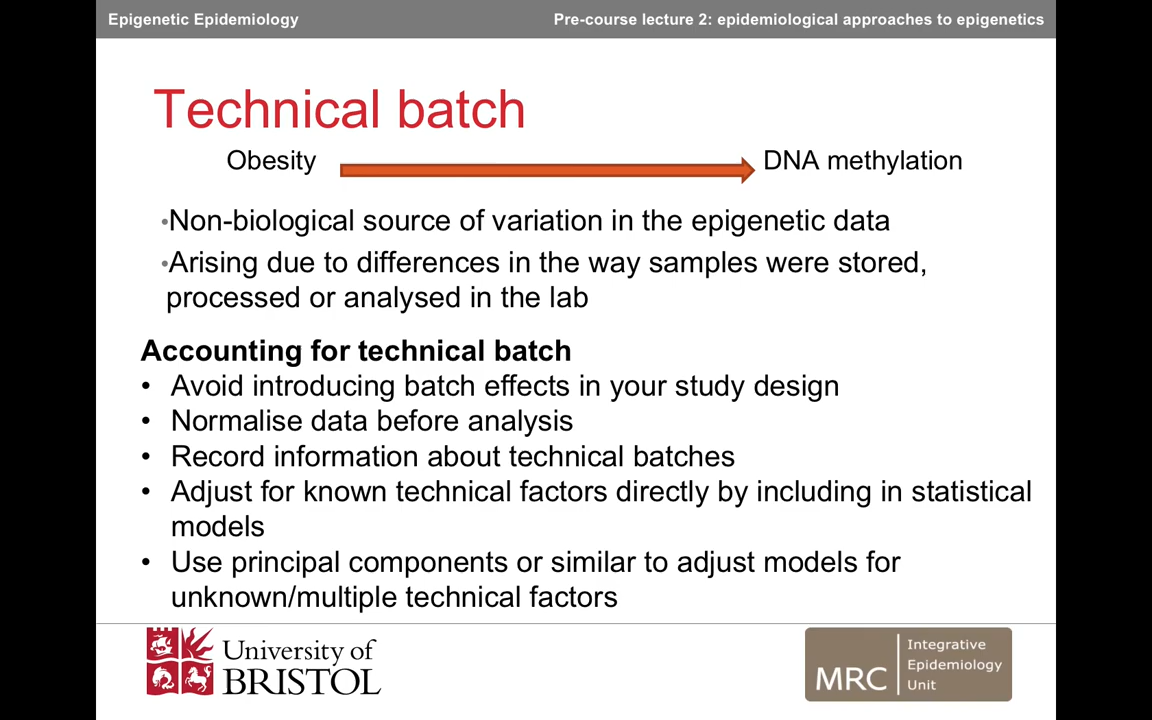 Epigenetic Epidemiology
Pre-course lecture 2: epidemiological approaches to epigenetics
Technical batch
Obesity
DNA methylation
•Non-biological source of variation in the epigenetic data
•Arising due to differences in the way samples were stored,
processed or analysed in the lab
Accounting for technical batch
• Avoid introducing batch effects in your study design
• Normalise data before analysis
• Record information about technical batches
• Adjust for known technical factors directly by including in statistical
models
• Use principal components or similar to adjust models for
unknown/multiple technical factors
University of
BRISTOL
MRC
Integrative
Epidemiology
Unit